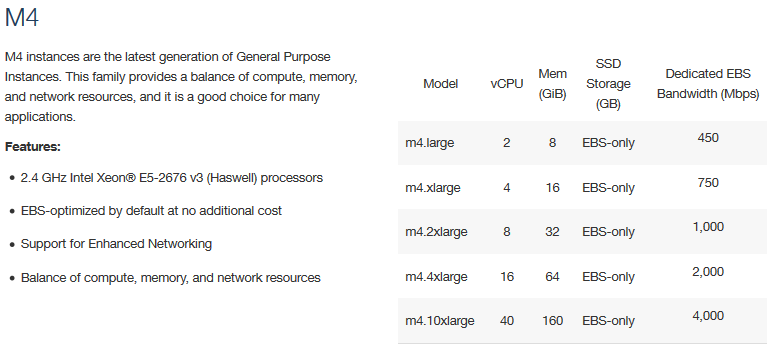 M4
M4 instances are the latest generation of General Purpose
Instances. This family provides a balance of compute, memory,
and network resources, and it is a good choice for many
applications.
Features:
• 2.4 GHz Intel Xeon® E5-2676 v3 (Haswell) processors
• EBS-optimized by default at no additional cost
• Support for Enhanced Networking
• Balance of compute, memory, and network resources
Model vCPU Mem (GiB) SSD Storage (GB) Dedicated EBS Bandwidth (Mbps)
m4.large 2 8 EBS-only 450
m4.xlarge 4 16 EBS-only 750
m4.2xlarge 8 32 EBS-only 1,000
m4.4xlarge 16 64 EBS-only 2,000
m4.10xlarge 40 160 EBS-only 4,000